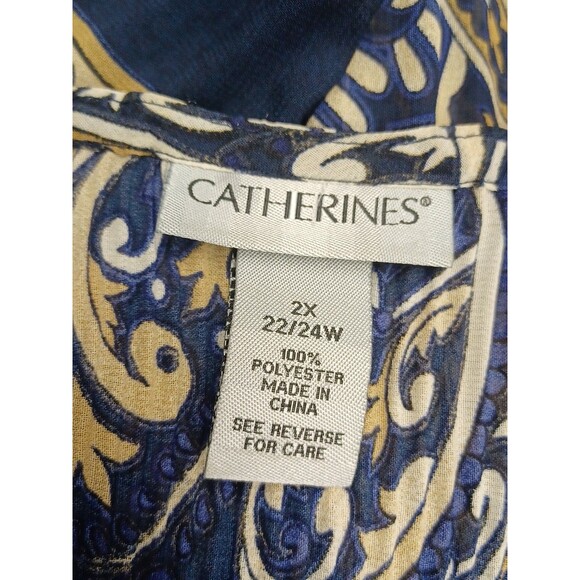 CATHERINES®
2X
22/24W
100%
POLYESTER
MADE IN
CHINA
SEE REVERSE
FOR CARE